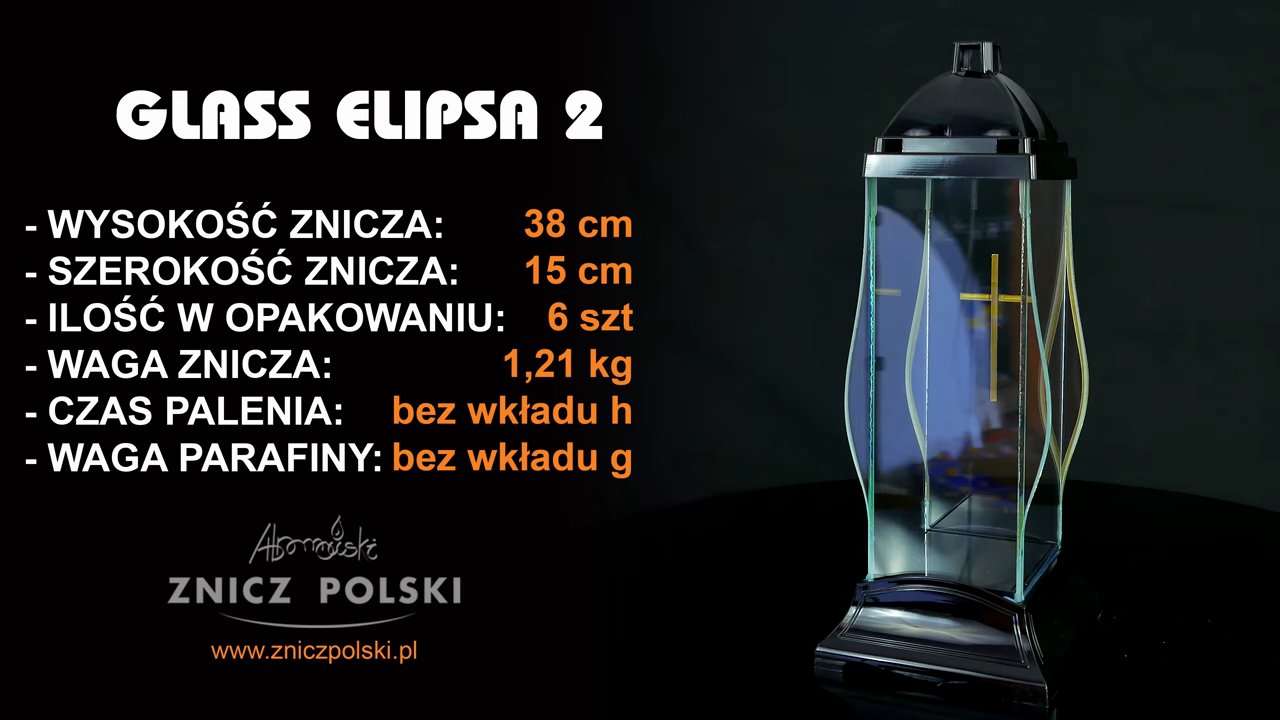 GLASS ELIPSA 2
- WYSOKOŚĆ ZNICZA: 38 cm
- SZEROKOŚĆ ZNICZA: 15 cm
- ILOŚĆ W OPAKOWANIU: 6 szt
- WAGA ZNICZA: 1,21 kg
- CZAS PALENIA: bez wkładu h
- WAGA PARAFINY: bez wkładu g
ZNICZ POLSKI
www.zniczpolski.pl